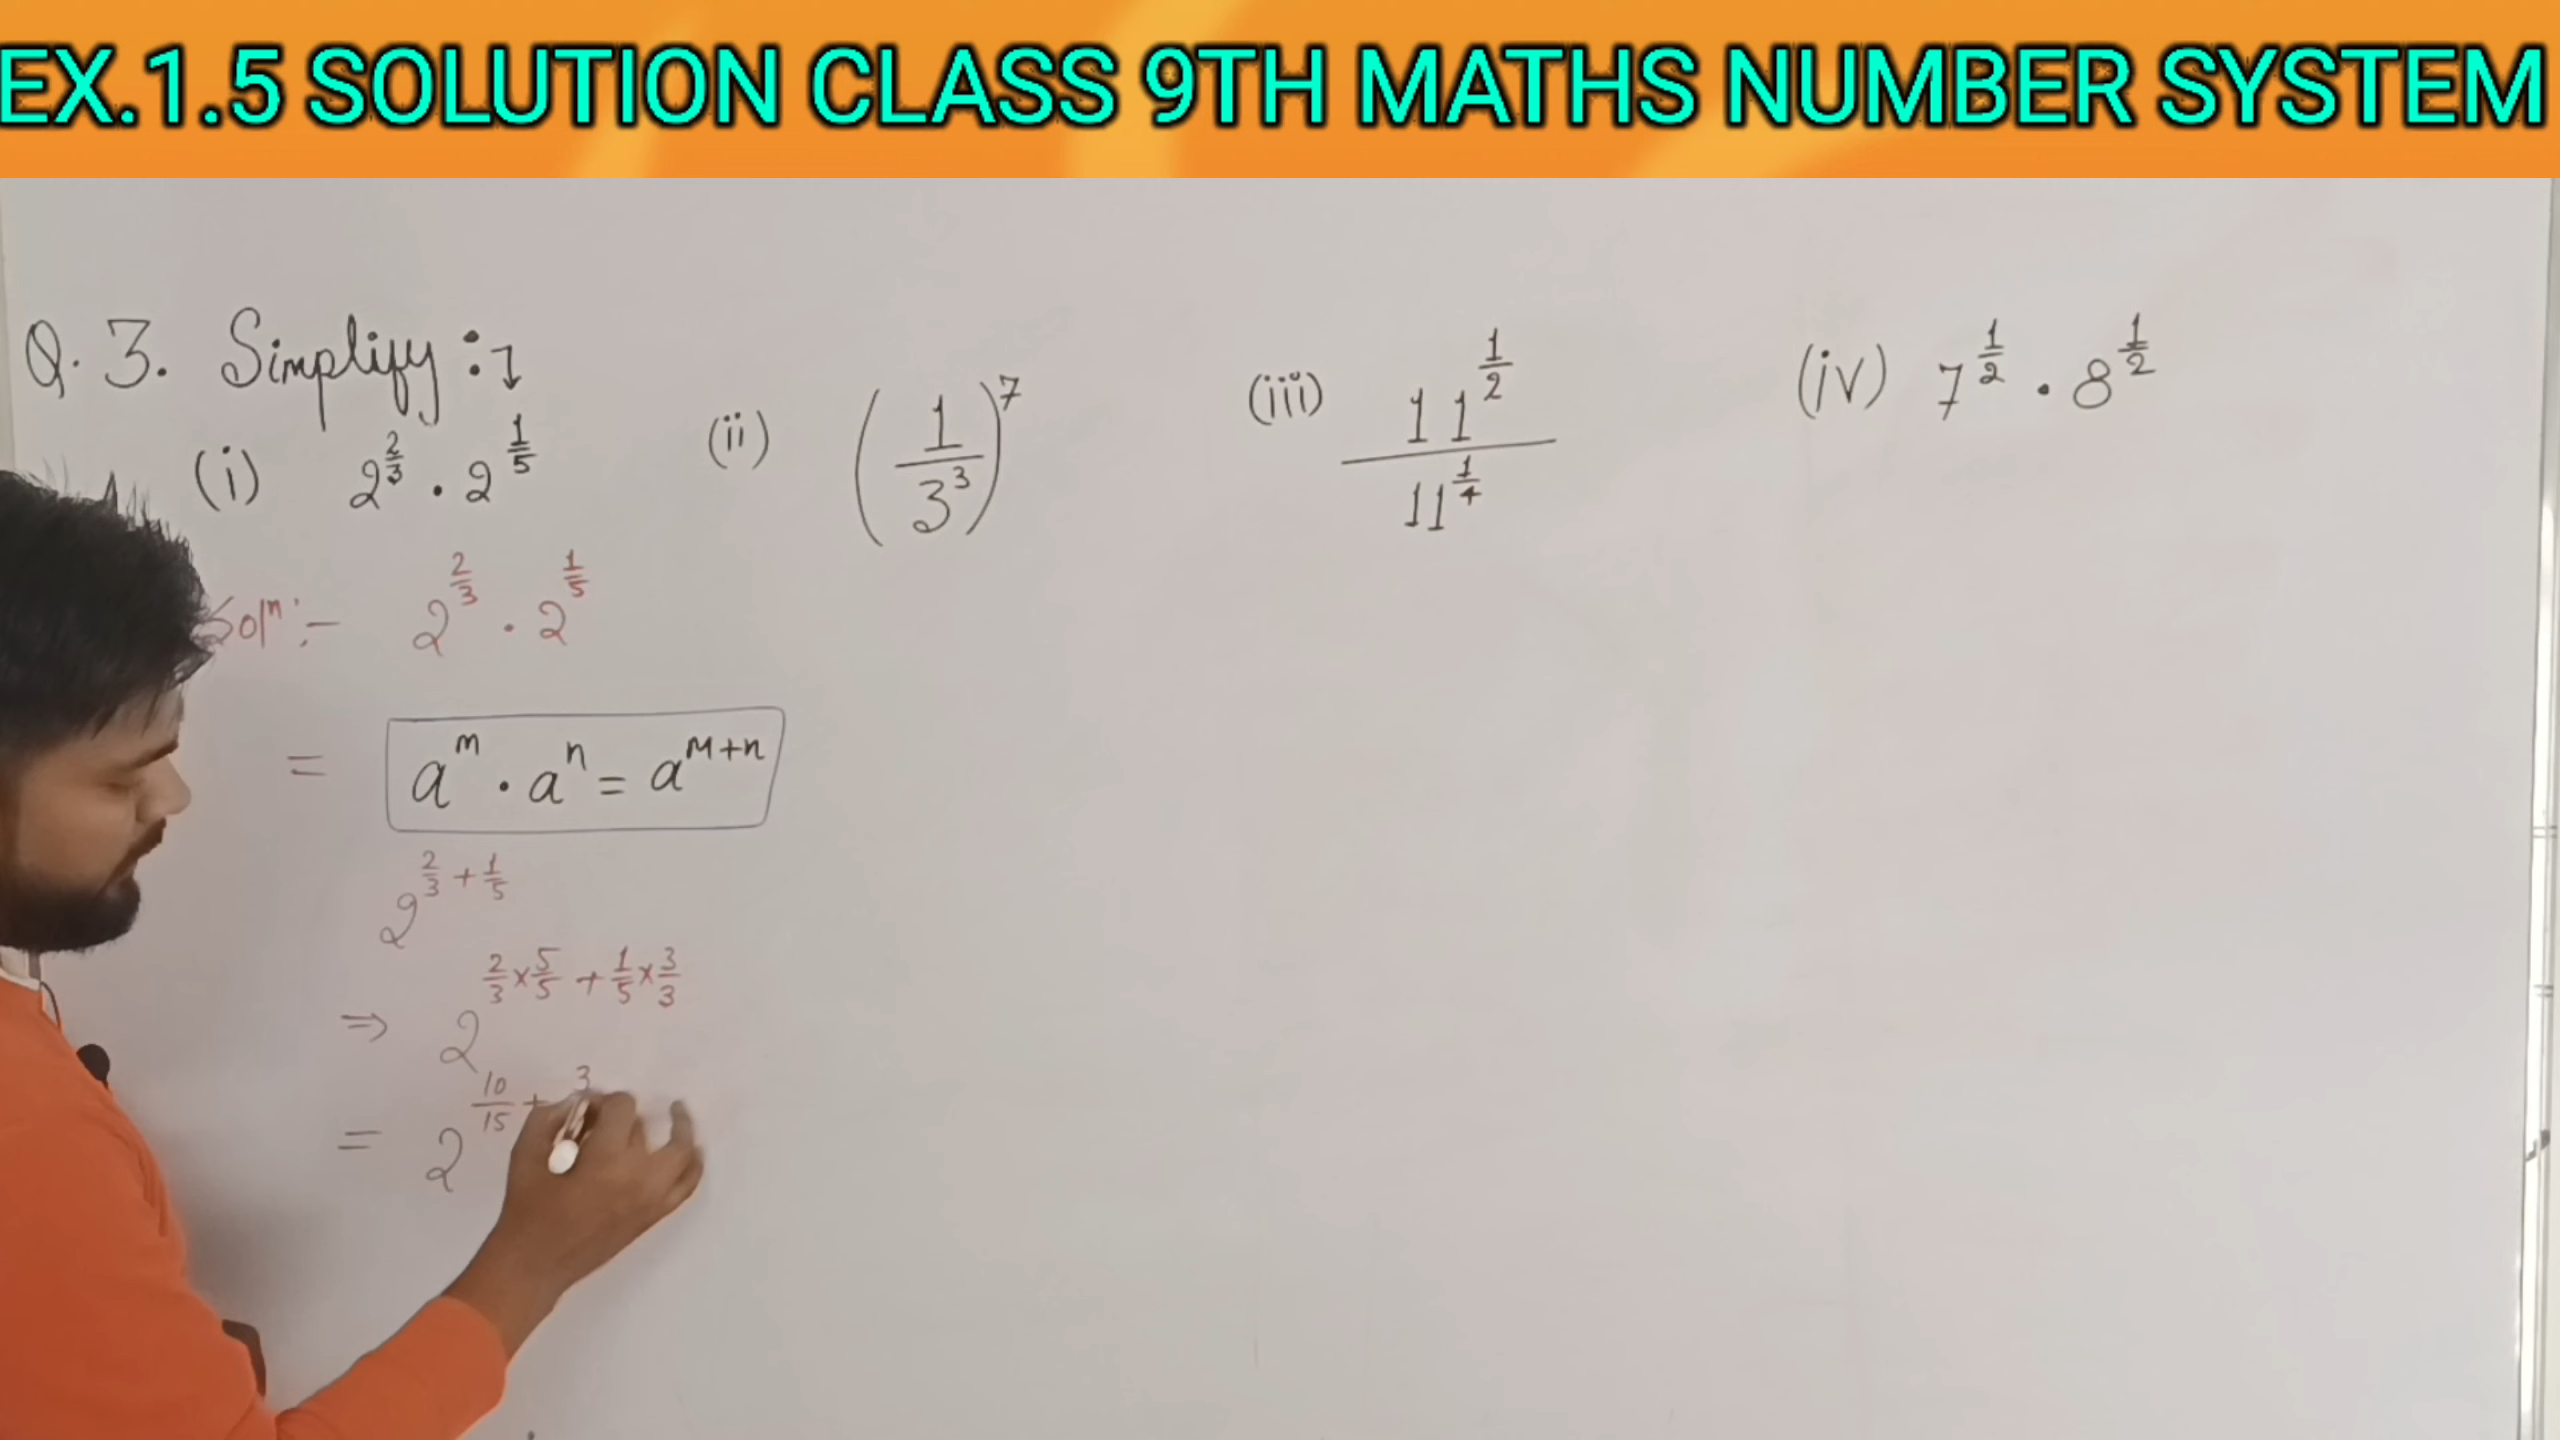 EX.1.5 SOLUTION CLASS 9TH MATHS NUMBER SYSTEM
Q. 3. Simplify :
(i) 2^(2/3) . 2^(1/5)
(ii) (1/3^3)^7
(iii) 11^(1/2) / 11^(1/4)
(iv) 7^(1/2) . 8^(1/2)
Solⁿ :- 2^(2/3) . 2^(1/5)
= a^m . a^n = a^(m+n)
2^(2/3 + 1/5)
⇒ 2^(2/3 × 5/5 + 1/5 × 3/3)
= 2^(10/15 + 3